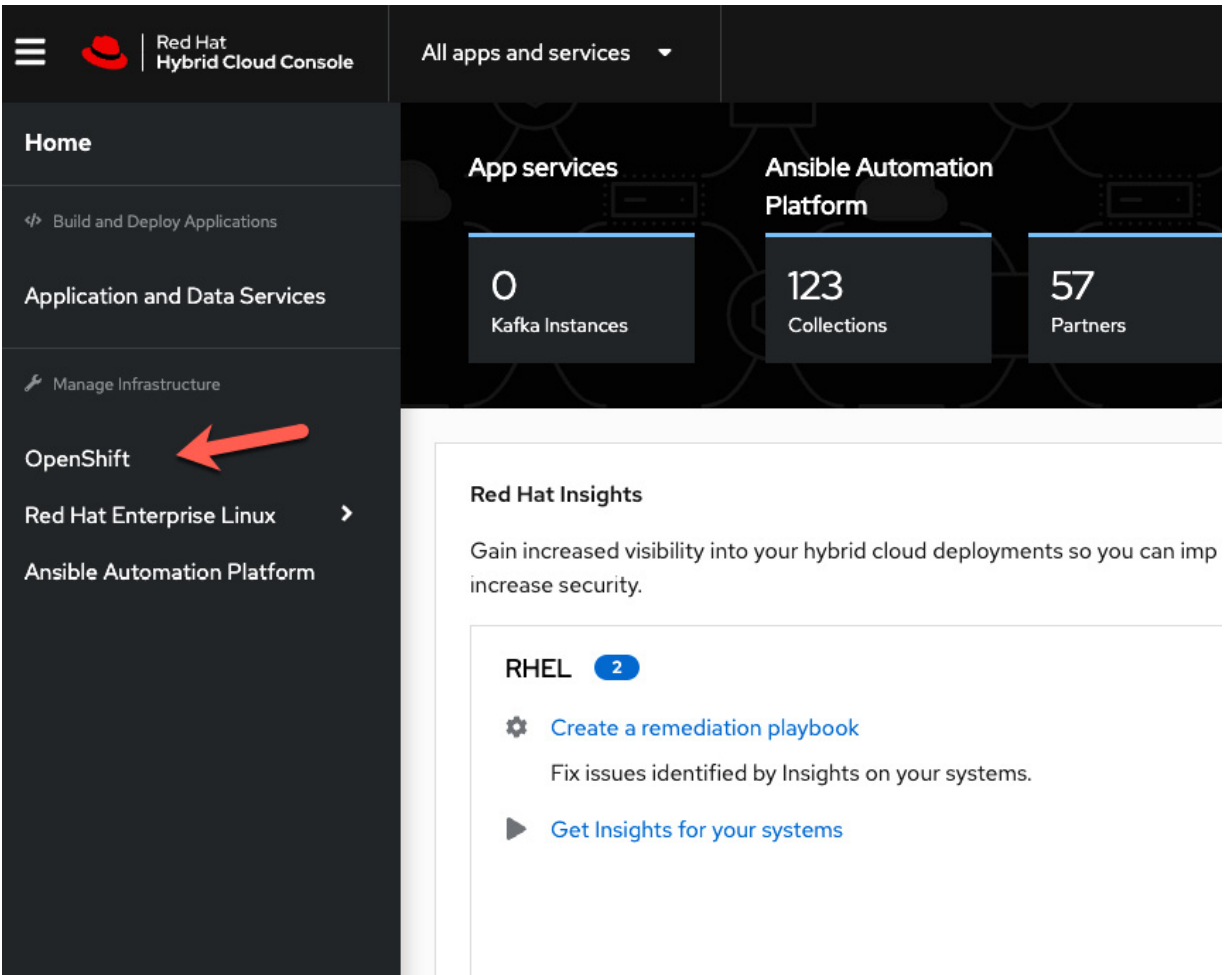 Red Hat
Hybrid Cloud Console
All apps and services
Home
Build and Deploy Applications
Application and Data Services
Manage Infrastructure
OpenShift
Red Hat Enterprise Linux
Ansible Automation Platform
App services
Ansible Automation
Platform
0
Kafka Instances
123
Collections
57
Partners
Red Hat Insights
Gain increased visibility into your hybrid cloud deployments so you can imp
increase security.
RHEL 2
Create a remediation playbook
Fix issues identified by Insights on your systems.
Get Insights for your systems